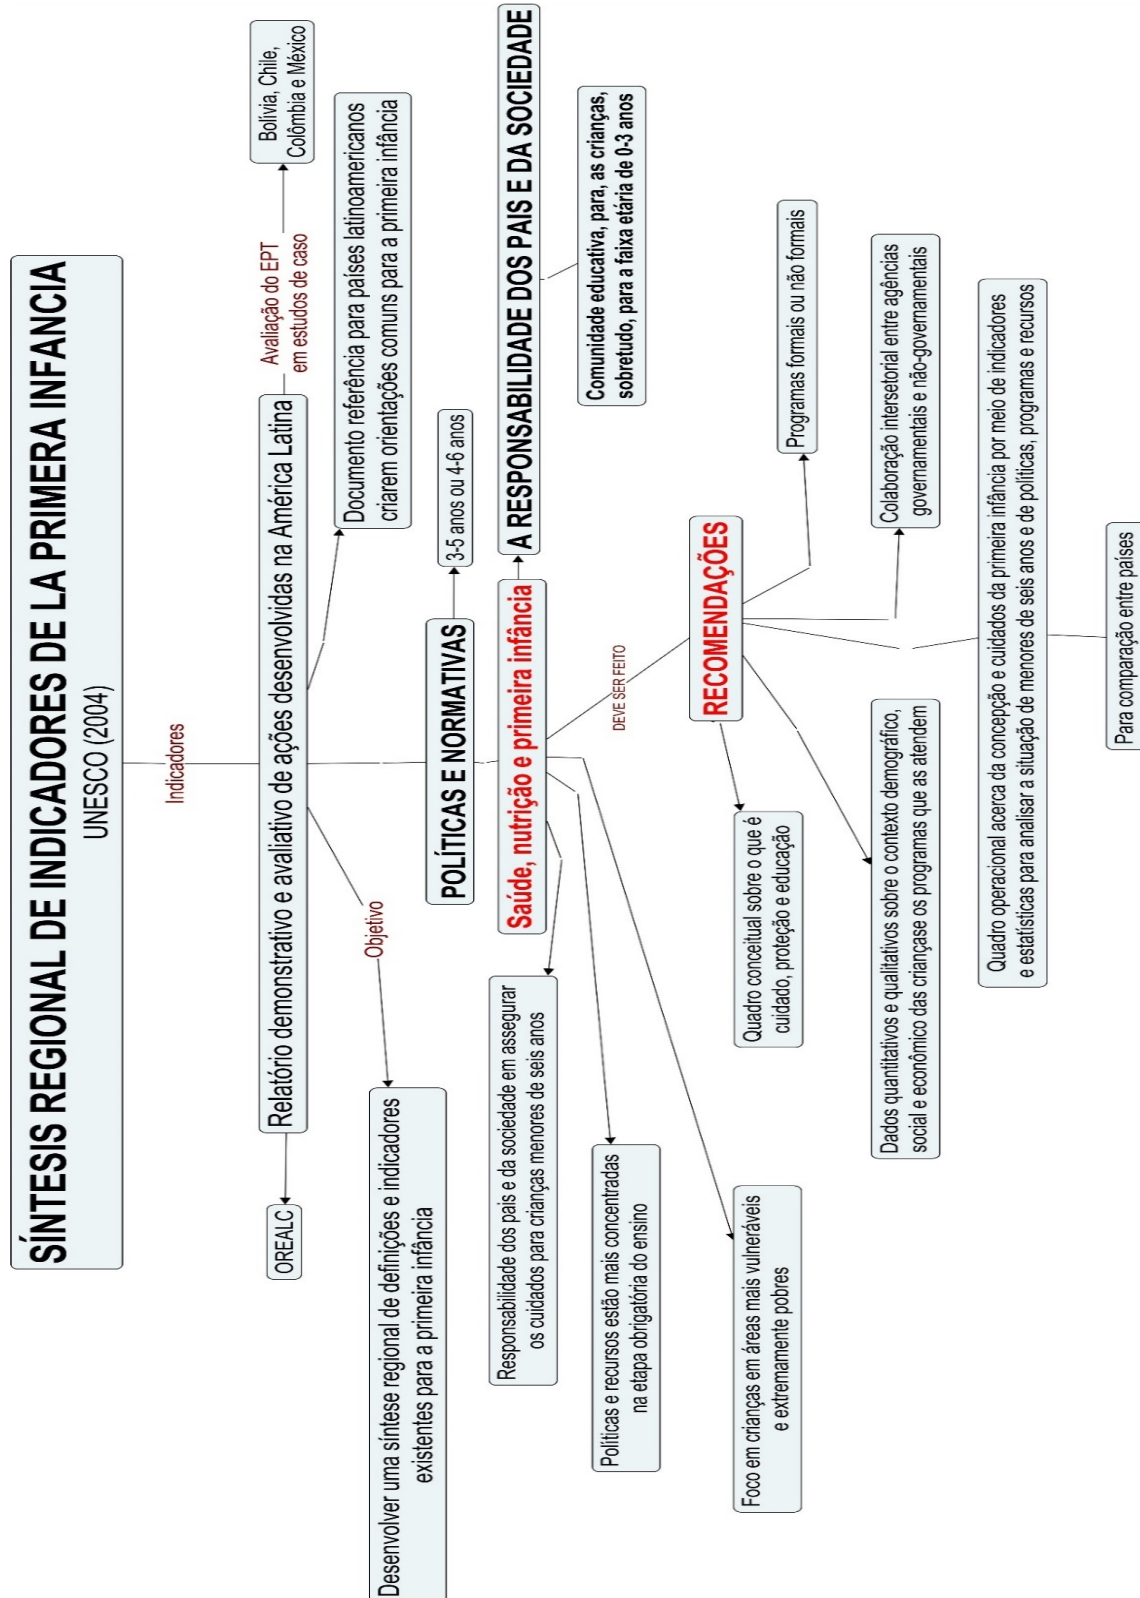 SÍNTESIS REGIONAL DE INDICADORES DE LA PRIMERA INFANCIA
UNESCO (2004)
Indicadores
OREALC
Relatório demonstrativo e avaliativo de ações desenvolvidas na América Latina
Avaliação do EPT
em estudos de caso
Bolívia, Chile,
Colômbia e México
Objetivo
Desenvolver uma síntese regional de definições e indicadores
existentes para a primeira infância
Documento referência para países latinoamericanos
criarem orientações comuns para a primeira infância
POLÍTICAS E NORMATIVAS
3-5 anos ou 4-6 anos
Saúde, nutrição e primeira infância
A RESPONSABILIDADE DOS PAIS E DA SOCIEDADE
Comunidade educativa, para, as crianças,
sobretudo, para a faixa etária de 0-3 anos
Responsabilidade dos pais e da sociedade em assegurar
os cuidados para crianças menores de seis anos
Políticas e recursos estão mais concentradas
na etapa obrigatória do ensino
Foco em crianças em áreas mais vulneráveis
e extremamente pobres
DEVE SER FEITO
RECOMENDAÇÕES
Quadro conceitual sobre o que é
cuidado, proteção e educação
Programas formais ou não formais
Dados quantitativos e qualitativos sobre o contexto demográfico,
social e econômico das criançase os programas que as atendem
Colaboração intersetorial entre agências
governamentais e não-governamentais
Quadro operacional acerca da concepção e cuidados da primeira infância por meio de indicadores
e estatísticas para analisar a situação de menores de seis anos e de políticas, programas e recursos
Para comparação entre países